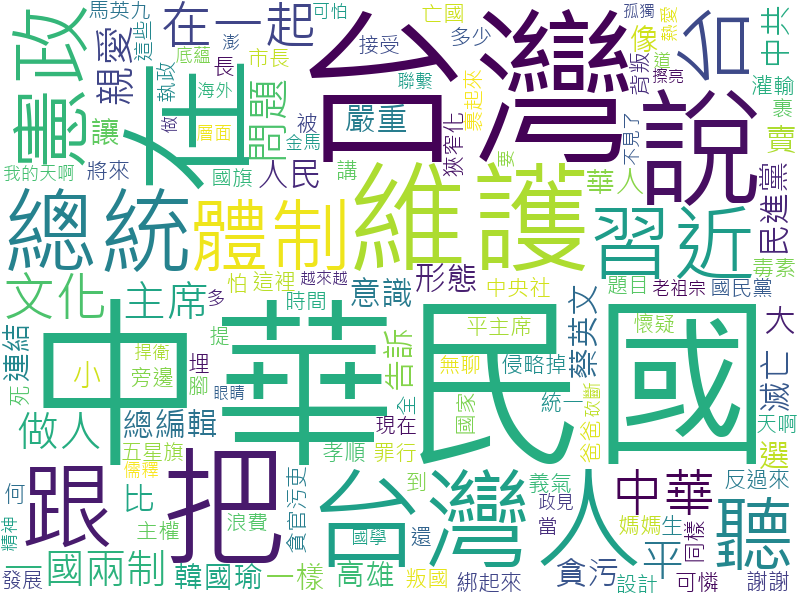 馬英九
可怕
亡國
孤獨
熱愛
在一起
台灣
台
像
中共
這些
接受
多少
憲政
親愛
底蘊
澎
市長
背叛
道
擦亮
執政
長
聯繫
裹起來
灌輸
裹
在
問題
海外
嚴重
說
讓
做
層面
被
狹窄化
不見了
賣
金馬
要
民進黨
我的天啊
將來
國旗
人民
講
華人
總統
體制
維護
習近
毒素
文化
主席
多
怕
這裡
越來越
意識
形態
中央社
題目
老祖宗
國民黨
時間
蔡英文
大
連結
捍衛
提
平主席
懷疑
小
旁邊
埋
告訴
無聊
侵略掉
滅亡
死
腳
眼睛
全
國家
爸爸
砍斷
中華民國
做人
總編輯
現在
統一
天啊
五星旗
孝順
罪行
選
儒釋
跟
把
台灣人
中華
反過來
聽
何
比
貪官污吏
到
義氣
政見
精神
主權
浪費
國學
還
當
媽媽
生
同樣
平
一國兩制
發展
韓國瑜
一樣
高雄
叛國
綁起來
貪污
設計
可憐
謝謝